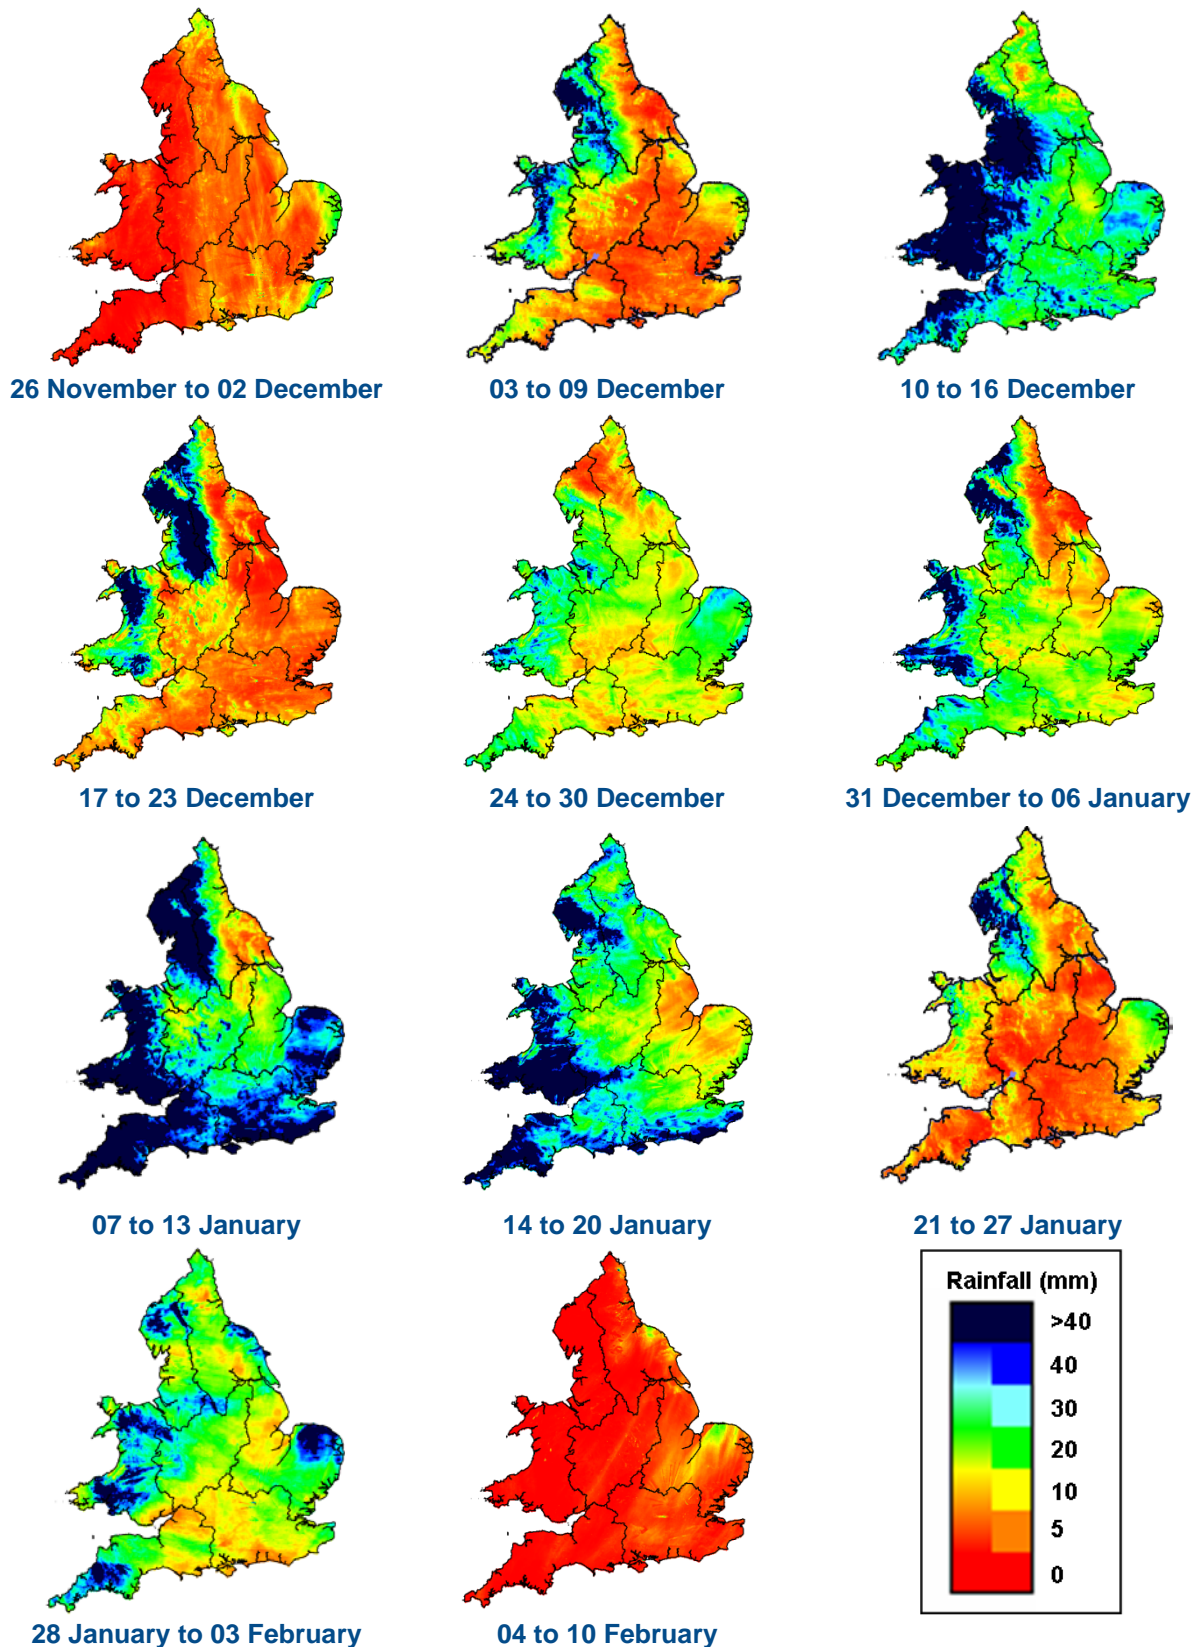 26 November to 02 December
03 to 09 December
10 to 16 December
17 to 23 December
24 to 30 December
31 December to 06 January
07 to 13 January
14 to 20 January
21 to 27 January
Rainfall (mm)
>40
40
30
20
10
5
0
28 January to 03 February
04 to 10 February